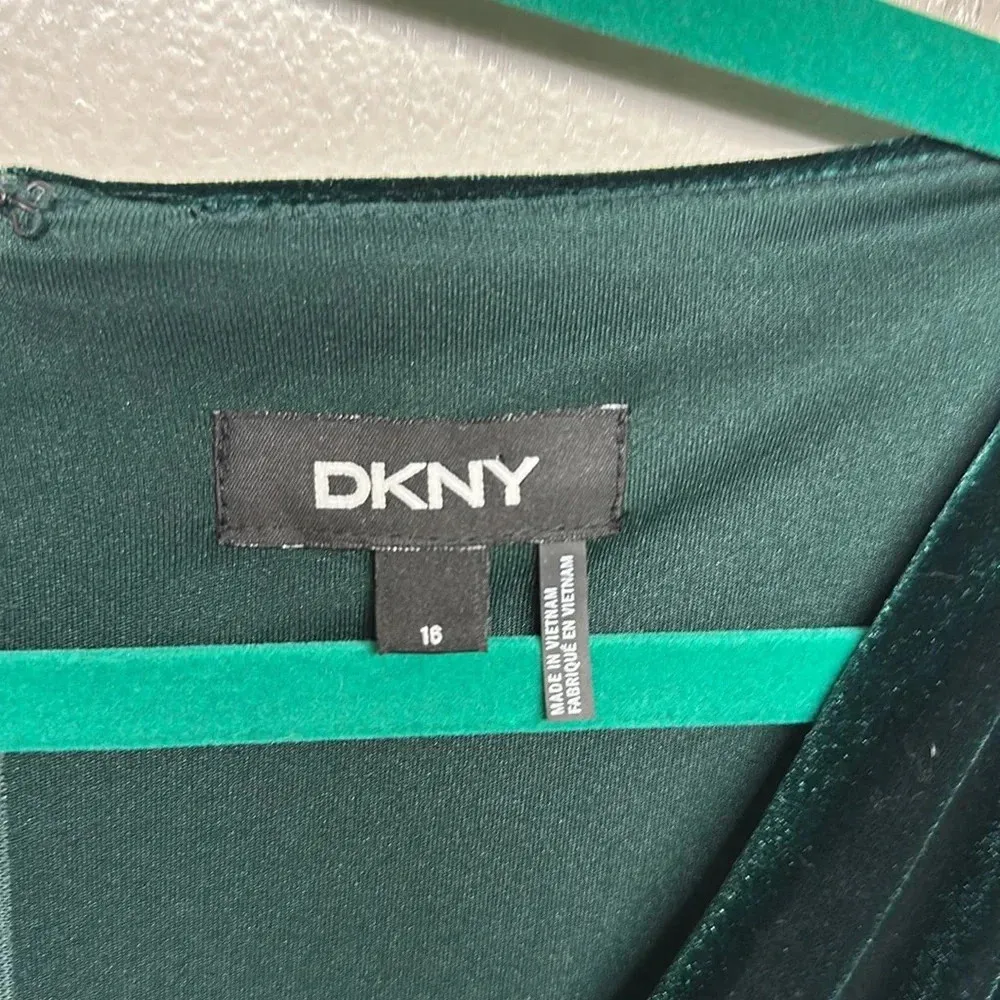 DKNY
16
MADE IN VIETNAM
FABRIQUÉ EN VIETNAM